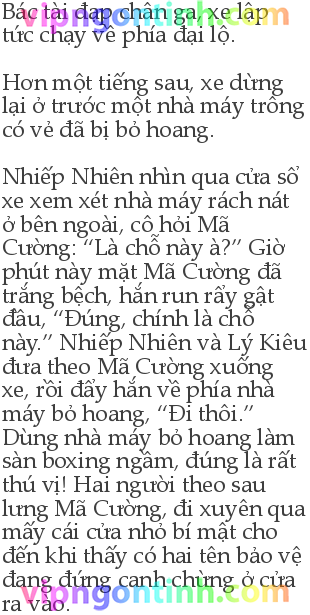 Bác tài đạp chân ga, xe lập
tức chạy về phía đại lộ.
Hơn một tiếng sau, xe dừng
lại ở trước một nhà máy trông
có vẻ đã bị bỏ hoang.
Nhiếp Nhiên nhìn qua cửa sổ
xe xem xét nhà máy rách nát
ở bên ngoài, cô hỏi Mã
Cường: “Là chỗ này à?” Giờ
phút này mặt Mã Cường đã
trắng bệch, hắn run rẩy gật
đầu, “Đúng, chính là chỗ
này.” Nhiếp Nhiên và Lý Kiêu
đưa theo Mã Cường xuống
xe, rồi đẩy hắn về phía nhà
máy bỏ hoang, “Đi thôi.”
Dùng nhà máy bỏ hoang làm
sàn boxing ngầm, đúng là rất
thú vị! Hai người theo sau
lưng Mã Cường, đi xuyên qua
mấy cái cửa nhỏ bí mật cho
đến khi thấy có hai tên bảo vệ
đang đứng canh chừng ở cửa
ra vào.
vipngontinh.com
vipngontinh.com